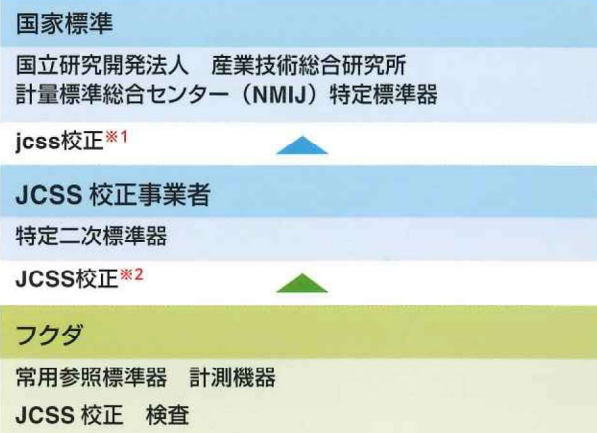 国家標準
国立研究開発法人　産業技術総合研究所
計量標準総合センター（NMIJ）特定標準器
jcss校正※1
JCSS 校正事業者
特定二次標準器
JCSS校正※2
フクダ
常用参照標準器　計測機器
JCSS 校正　検査